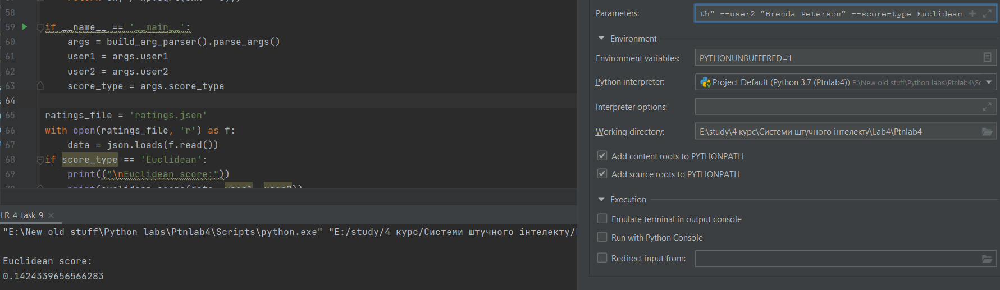 58
59 if __name__ == '__main__':
60 args = build_arg_parser().parse_args()
61 user1 = args.user1
62 user2 = args.user2
63 score_type = args.score_type
64
65 ratings_file = 'ratings.json'
66 with open(ratings_file, 'r') as f:
67 data = json.loads(f.read())
68 if score_type == 'Euclidean':
69 print(("\nEuclidean score:"))
LR_4_task_9
"E:\New old stuff\Python labs\Ptnlab4\Scripts\python.exe" "E:/study/4 курс/Системи штучного інтелекту/
Euclidean score:
0.1424339656566283
Parameters: th" --user2 "Brenda Peterson" --score-type Euclidean
Environment
Environment variables: PYTHONUNBUFFERED=1
Python interpreter: Project Default (Python 3.7 (Ptnlab4)) E:\New old stuff\Python labs\Ptnlab4\Sc
Interpreter options:
Working directory: E:\study\4 курс\Системи штучного інтелекту\Lab4\Ptnlab4
Add content roots to PYTHONPATH
Add source roots to PYTHONPATH
Execution
Emulate terminal in output console
Run with Python Console
Redirect input from: